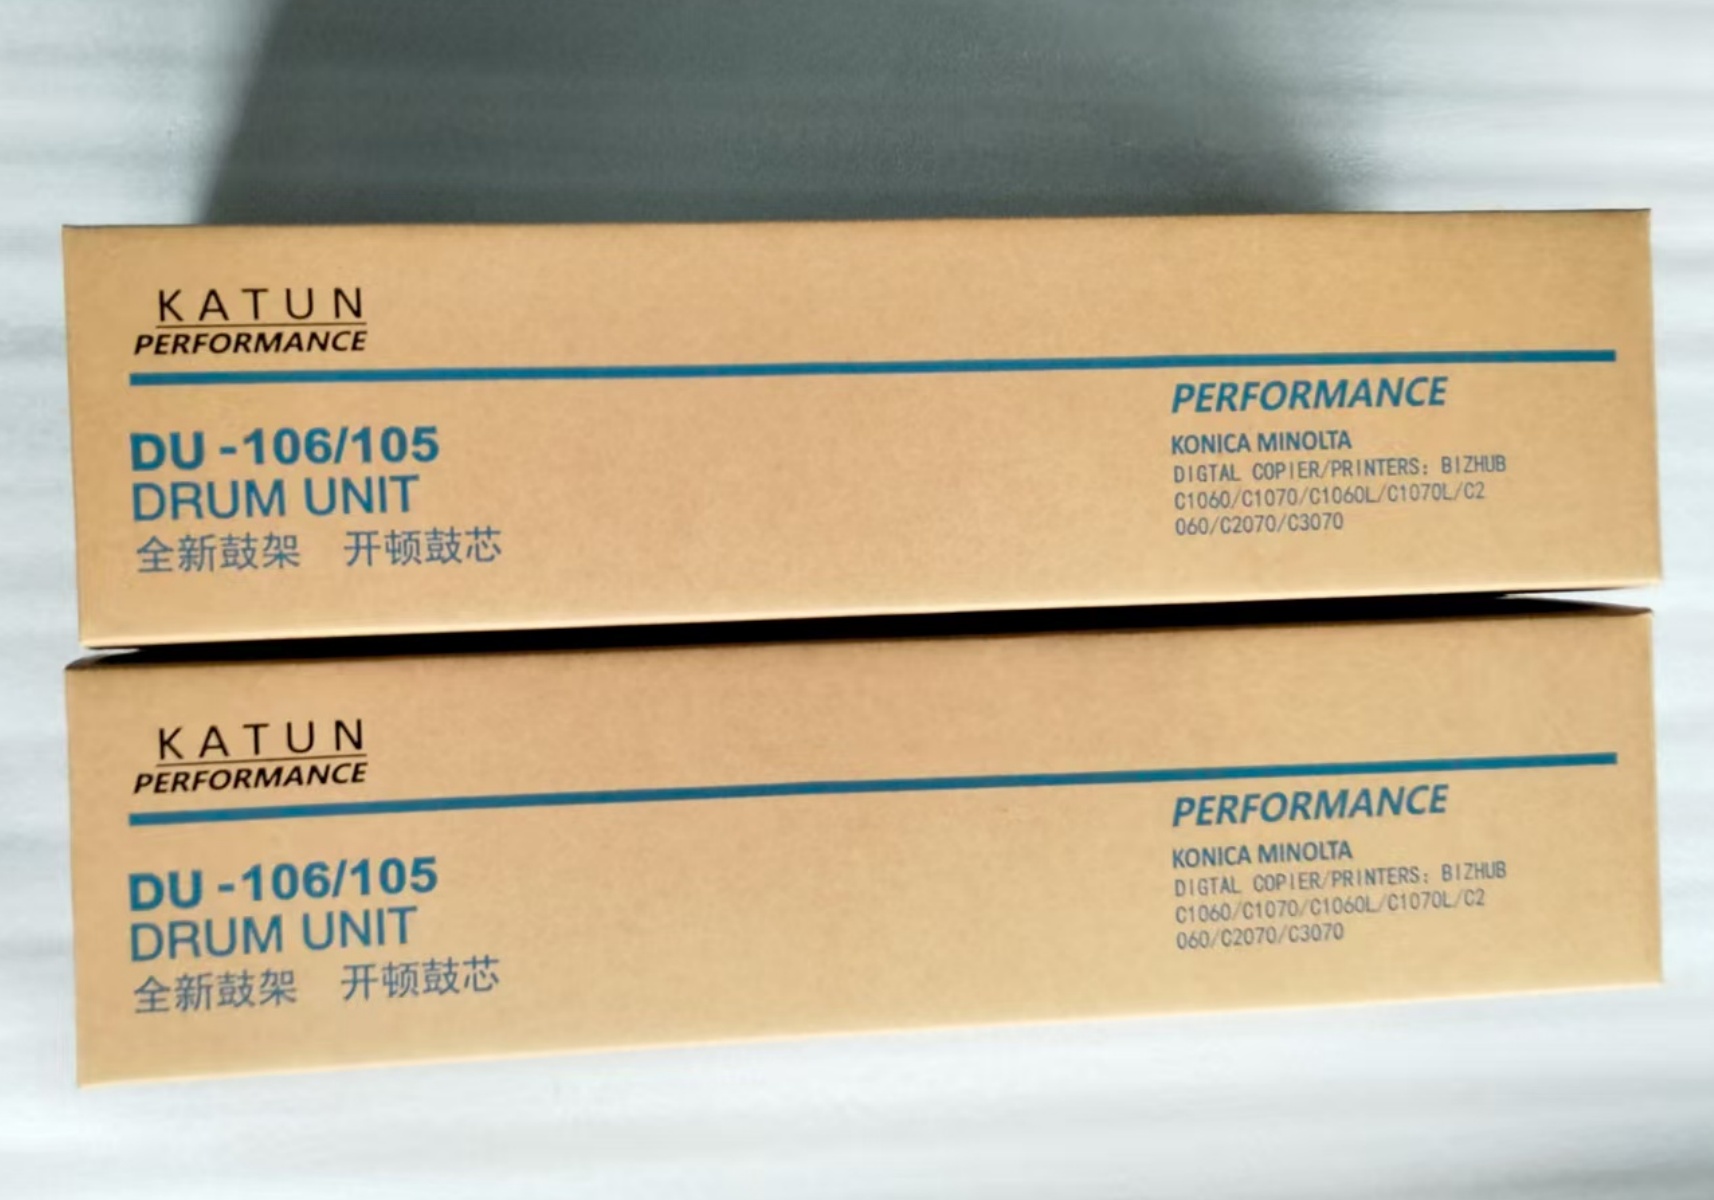 KATUN
PERFORMANCE
DU-106/105
DRUM UNIT
全新鼓架 开顿鼓芯
PERFORMANCE
KONICA MINOLTA
DIGTAL COPIER/PRINTERS: BIZHUB
C1060/C1070/C1060L/C1070L/C2
060/C2070/C3070
KATUN
PERFORMANCE
DU-106/105
DRUM UNIT
全新鼓架 开顿鼓芯
PERFORMANCE
KONICA MINOLTA
DIGTAL COPIER/PRINTERS: BIZHUB
C1060/C1070/C1060L/C1070L/C2
060/C2070/C3070